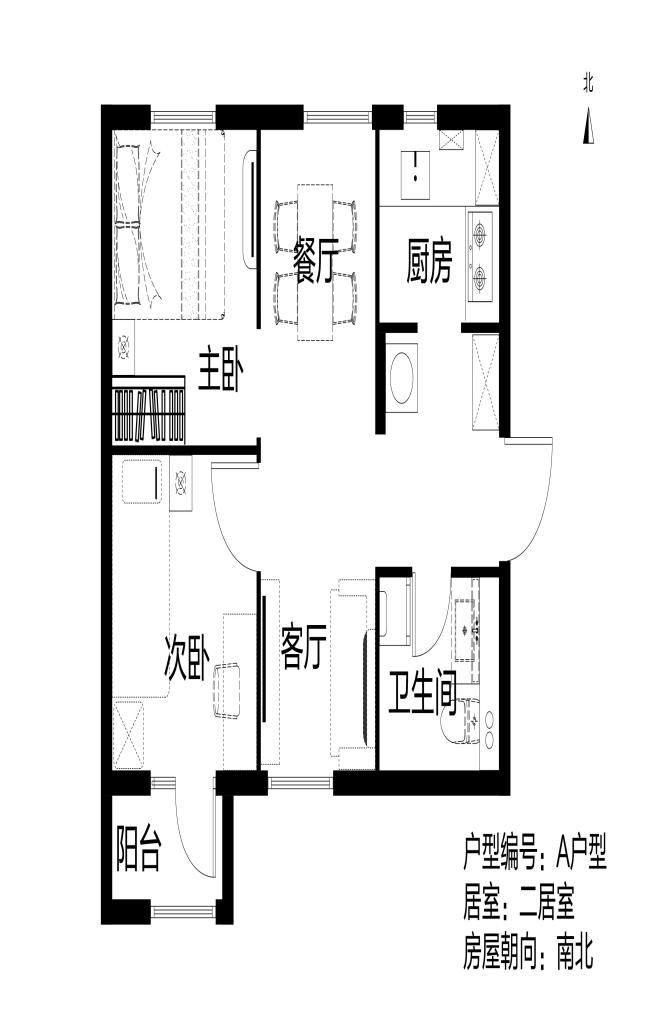 北
餐厅
厨房
主卧
次卧
客厅
卫生间
阳台
户型编号：A户型
居室：二居室
房屋朝向：南北